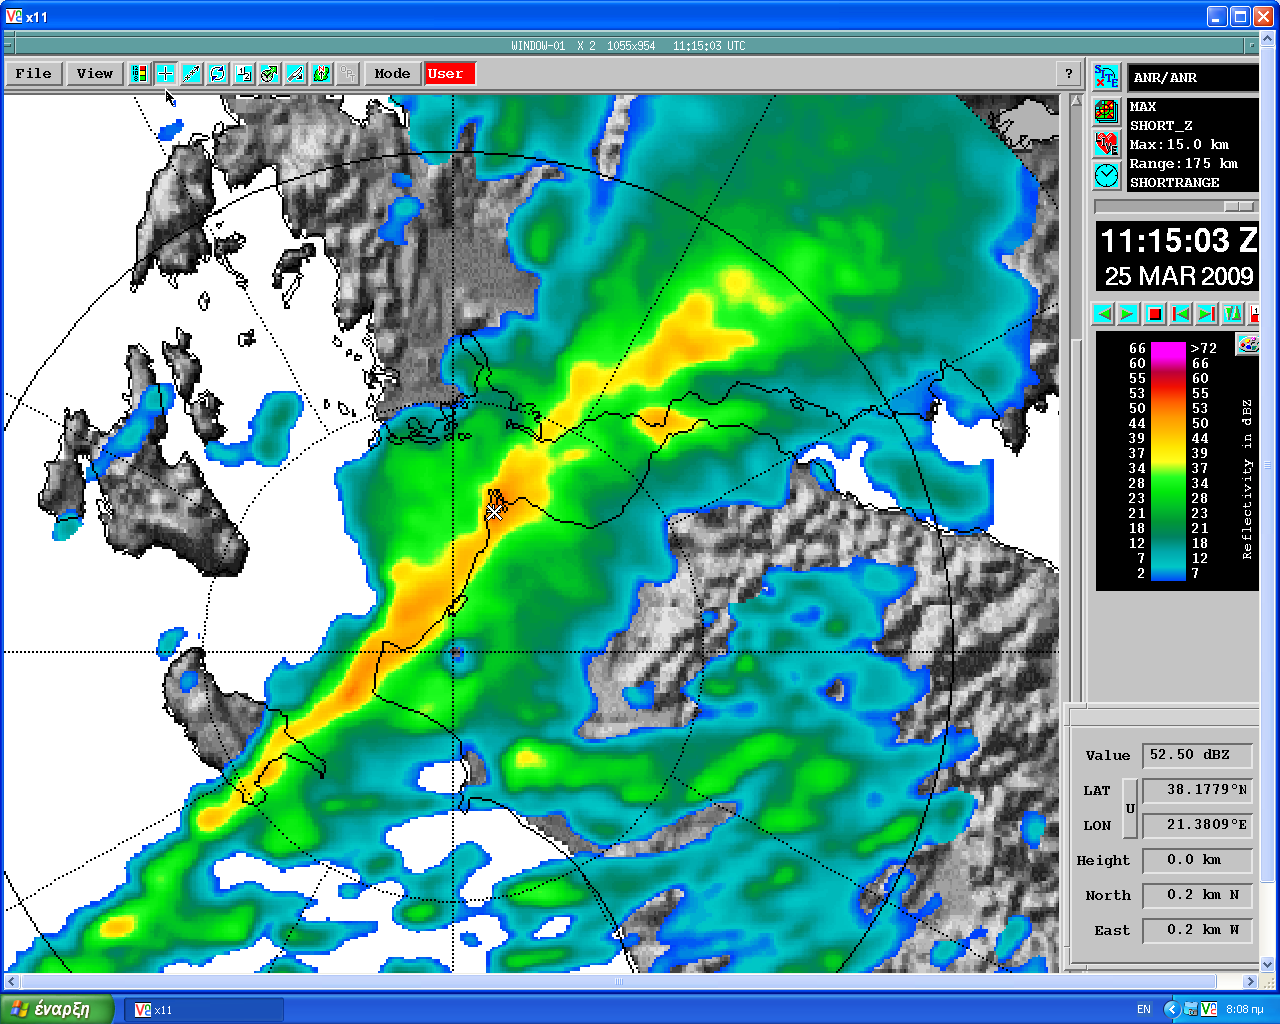 x11
WINDOW-01 X 2 1055x954 11:15:03 UTC
File View Mode User ?
ANR/ANR
MAX
SHORT_Z
Max:15.0 km
Range:175 km
SHORTRANGE
11:15:03 Z
25 MAR 2009
66 >72
60 66
55 60
53 55
50 53
44 50
39 44
37 39
34 37
28 34
23 28
21 23
18 21
12 18
7 12
2 7
Reflectivity in dBZ
Value 52.50 dBZ
LAT 38.1779°N
U
LON 21.3809°E
Height 0.0 km
North 0.2 km N
East 0.2 km W
έναρξη x11 EN 8:08 πμ